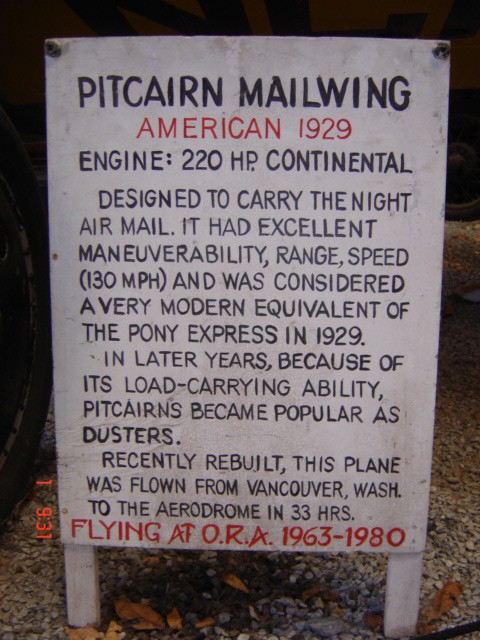 PITCAIRN MAILWING
AMERICAN 1929
ENGINE: 220 HP. CONTINENTAL
DESIGNED TO CARRY THE NIGHT
AIR MAIL. IT HAD EXCELLENT
MANEUVERABILITY, RANGE, SPEED
(130 MPH) AND WAS CONSIDERED
A VERY MODERN EQUIVALENT OF
THE PONY EXPRESS IN 1929.
IN LATER YEARS, BECAUSE OF
ITS LOAD-CARRYING ABILITY,
PITCAIRNS BECAME POPULAR AS
DUSTERS.
RECENTLY REBUILT, THIS PLANE
WAS FLOWN FROM VANCOUVER, WASH.
TO THE AERODROME IN 33 HRS.
FLYING AT O.R.A. 1963-1980